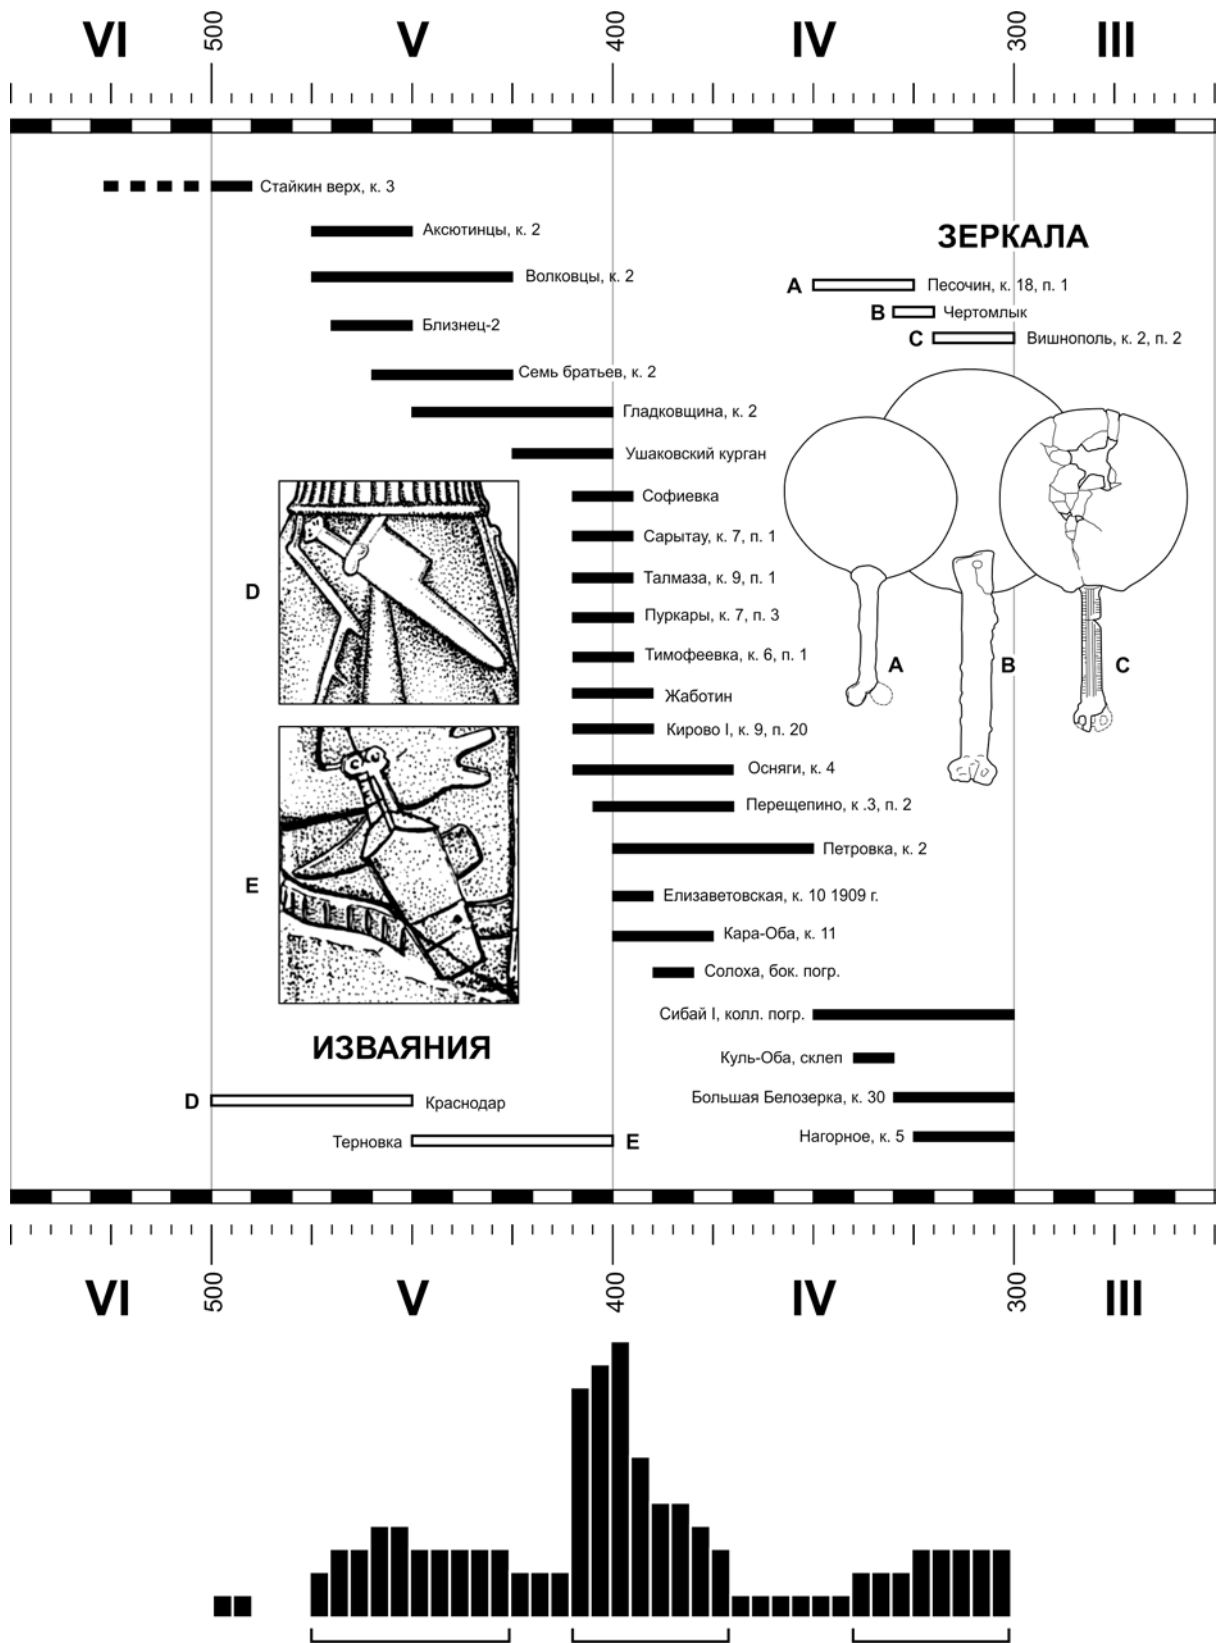 VI 500 V 400 IV 300 III
Стайкин верх, к. 3
Аксютинцы, к. 2
ЗЕРКАЛА
Волковцы, к. 2
A Песочин, к. 18, п. 1
B Чертомлык
Близнец-2
C Вишнополь, к. 2, п. 2
Семь братьев, к. 2
Гладковщина, к. 2
Ушаковский курган
Софиевка
Сарытау, к. 7, п. 1
Талмаза, к. 9, п. 1
D
Пуркары, к. 7, п. 3
Тимофеевка, к. 6, п. 1
A B C
Жаботин
Кирово I, к. 9, п. 20
Осняги, к. 4
Перещепино, к .3, п. 2
Петровка, к. 2
E
Елизаветовская, к. 10 1909 г.
Кара-Оба, к. 11
Солоха, бок. погр.
Сибай I, колл. погр.
ИЗВАЯНИЯ
Куль-Оба, склеп
D Краснодар
Большая Белозерка, к. 30
Терновка E
Нагорное, к. 5
VI 500 V 400 IV 300 III